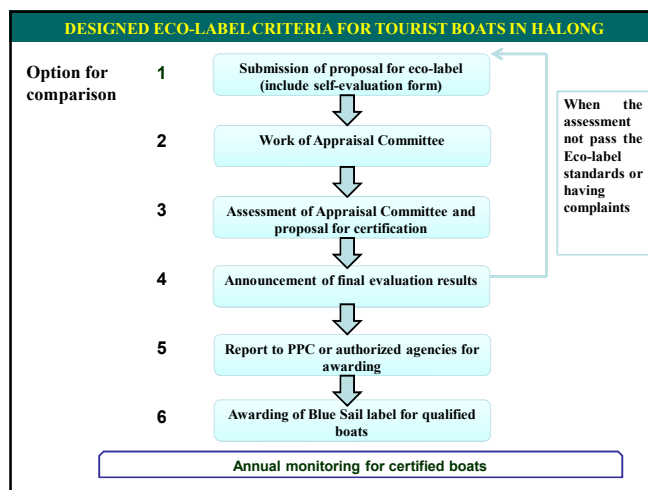 DESIGNED ECO-LABEL CRITERIA FOR TOURIST BOATS IN HALONG
Option for
comparison
1
Submission of proposal for eco-label
(include self-evaluation form)
2
Work of Appraisal Committee
3
Assessment of Appraisal Committee and
proposal for certification
4
Announcement of final evaluation results
5
Report to PPC or authorized agencies for
awarding
6
Awarding of Blue Sail label for qualified
boats
When the
assessment
not pass the
Eco-label
standards or
having
complaints
Annual monitoring for certified boats